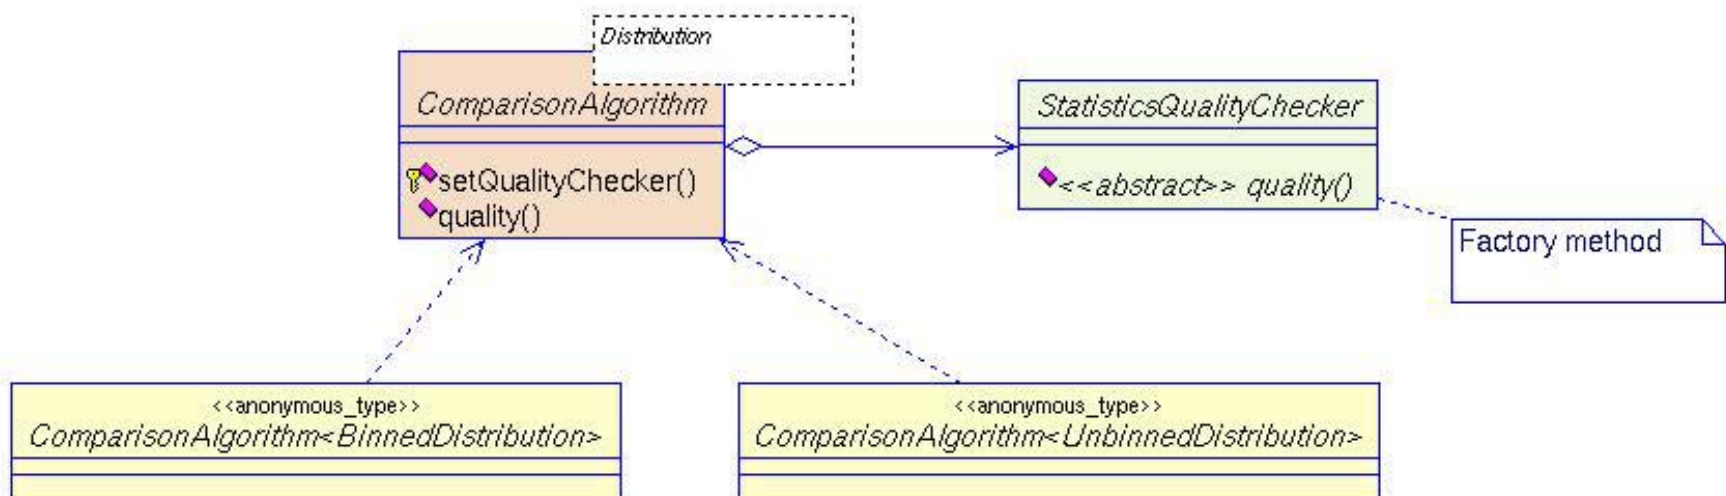 Distribution
ComparisonAlgorithm
StatisticsQualityChecker
setQualityChecker()
<<abstract>> quality()
quality()
Factory method
<<anonymous_type>>
ComparisonAlgorithm<BinnedDistribution>
<<anonymous_type>>
ComparisonAlgorithm<UnbinnedDistribution>